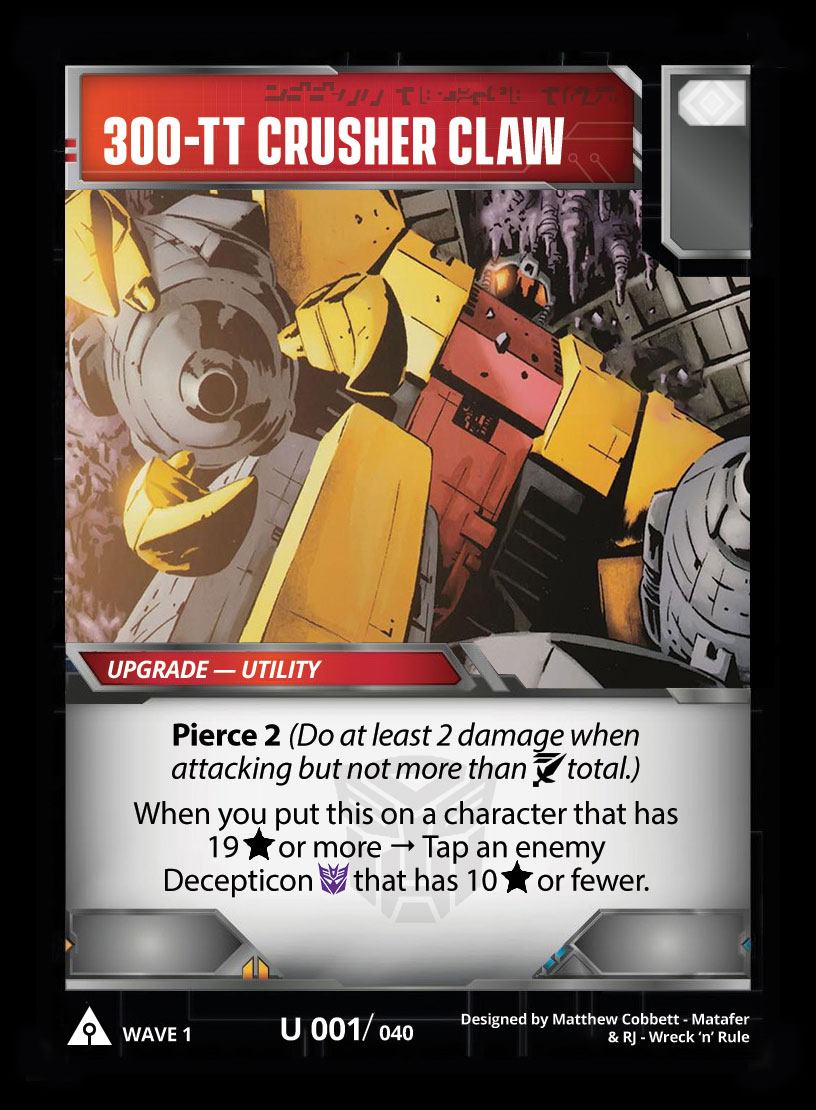 300-TT CRUSHER CLAW
UPGRADE — UTILITY
Pierce 2 (Do at least 2 damage when
attacking but not more than total.)
When you put this on a character that has
19 ★ or more → Tap an enemy
Decepticon that has 10 ★ or fewer.
WAVE 1
U 001/ 040
Designed by Matthew Cobbett - Matafer
& RJ - Wreck ‘n’ Rule